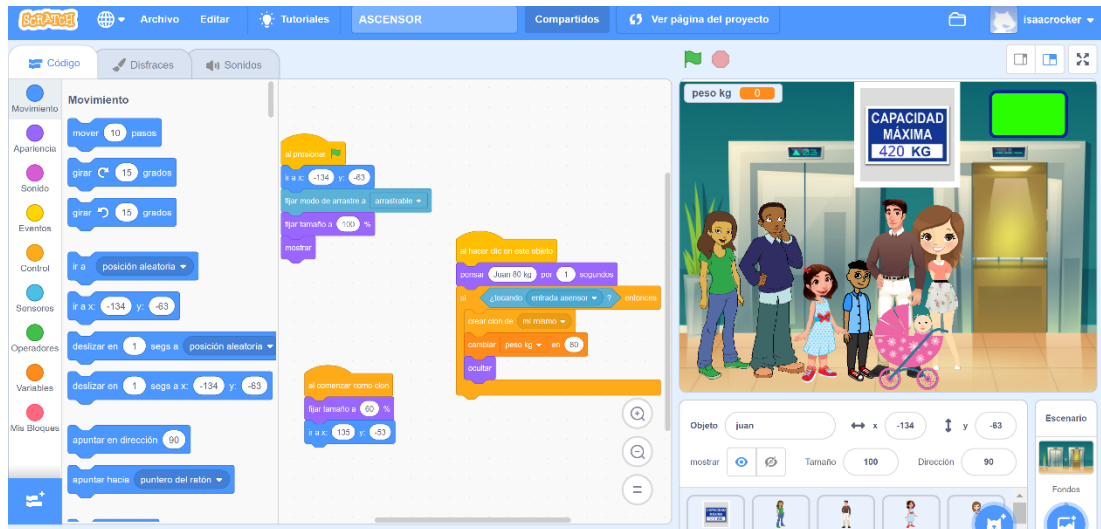 SCRATCH
Archivo
Editar
Tutoriales
ASCENSOR
Compartidos
Ver página del proyecto
isaacrocker
Código
Disfraces
Sonidos
Movimiento
Apariencia
Sonido
Eventos
Control
Sensores
Operadores
Variables
Mis Bloques
Movimiento
mover 10 pasos
girar 15 grados
girar 15 grados
ir a posición aleatoria
ir a x: -134 y: -63
deslizar en 1 segs a posición aleatoria
deslizar en 1 segs a x: -134 y: -63
apuntar en dirección 90
apuntar hacia puntero del ratón
al presionar
ir a x: -134 y: -63
fijar modo de arrastre a arrastrable
fijar tamaño a 100 %
mostrar
al comenzar como clon
fijar tamaño a 60 %
ir a x: 135 y: -53
al hacer clic en este objeto
pensar Juan 80 kg por 1 segundos
si ¿tocando entrada asensor ? entonces
crear clon de mi mismo
cambiar peso kg en 80
ocultar
peso kg 0
CAPACIDAD
MÁXIMA
420 KG
Objeto juan x -134 y -63
mostrar Tamaño 100 Dirección 90
Escenario
Fondos